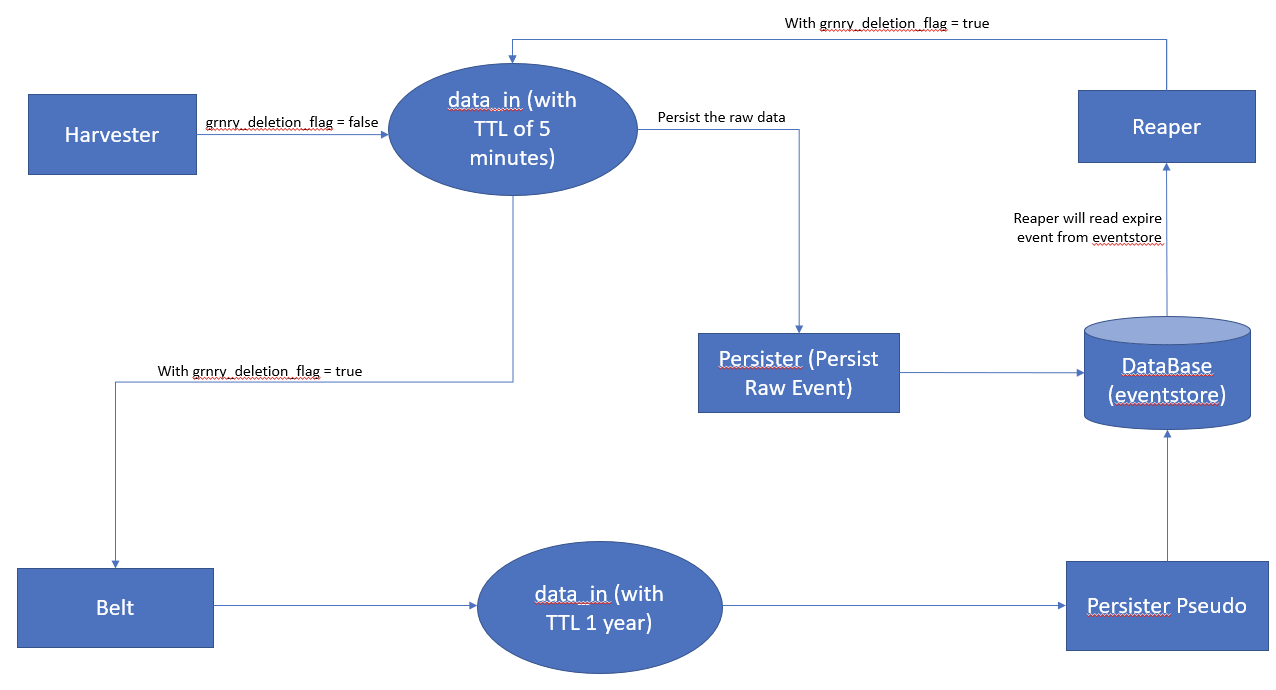 With grnry_deletion_flag = true
data_in (with
TTL of 5
minutes)
Harvester
grnry_deletion_flag = false
Persist the raw data
Reaper
Reaper will read expire
event from eventstore
Persister (Persist
Raw Event)
DataBase
(eventstore)
With grnry_deletion_flag = true
Belt
data_in (with
TTL 1 year)
Persister Pseudo